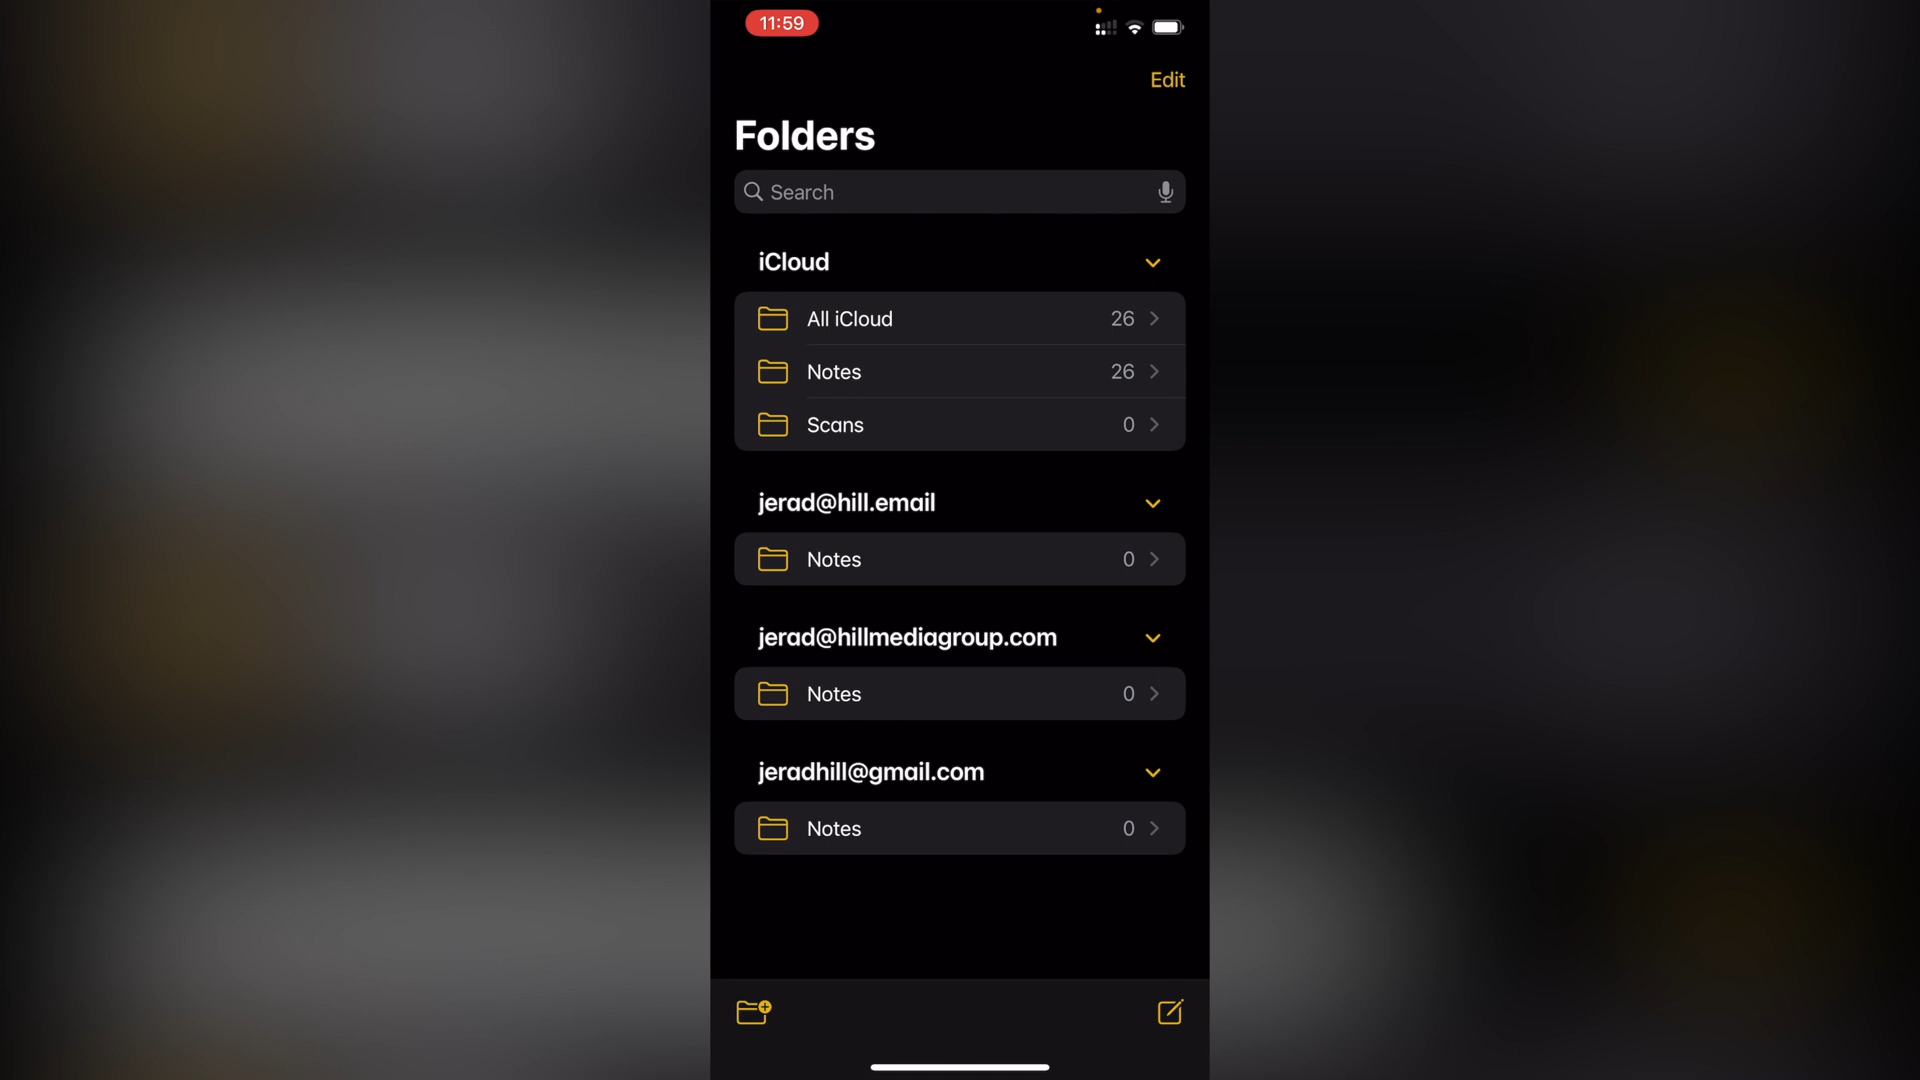 11:59
Edit
Folders
Search
iCloud
All iCloud 26
Notes 26
Scans 0
jerad@hill.email
Notes 0
jerad@hillmediagroup.com
Notes 0
jeradhill@gmail.com
Notes 0